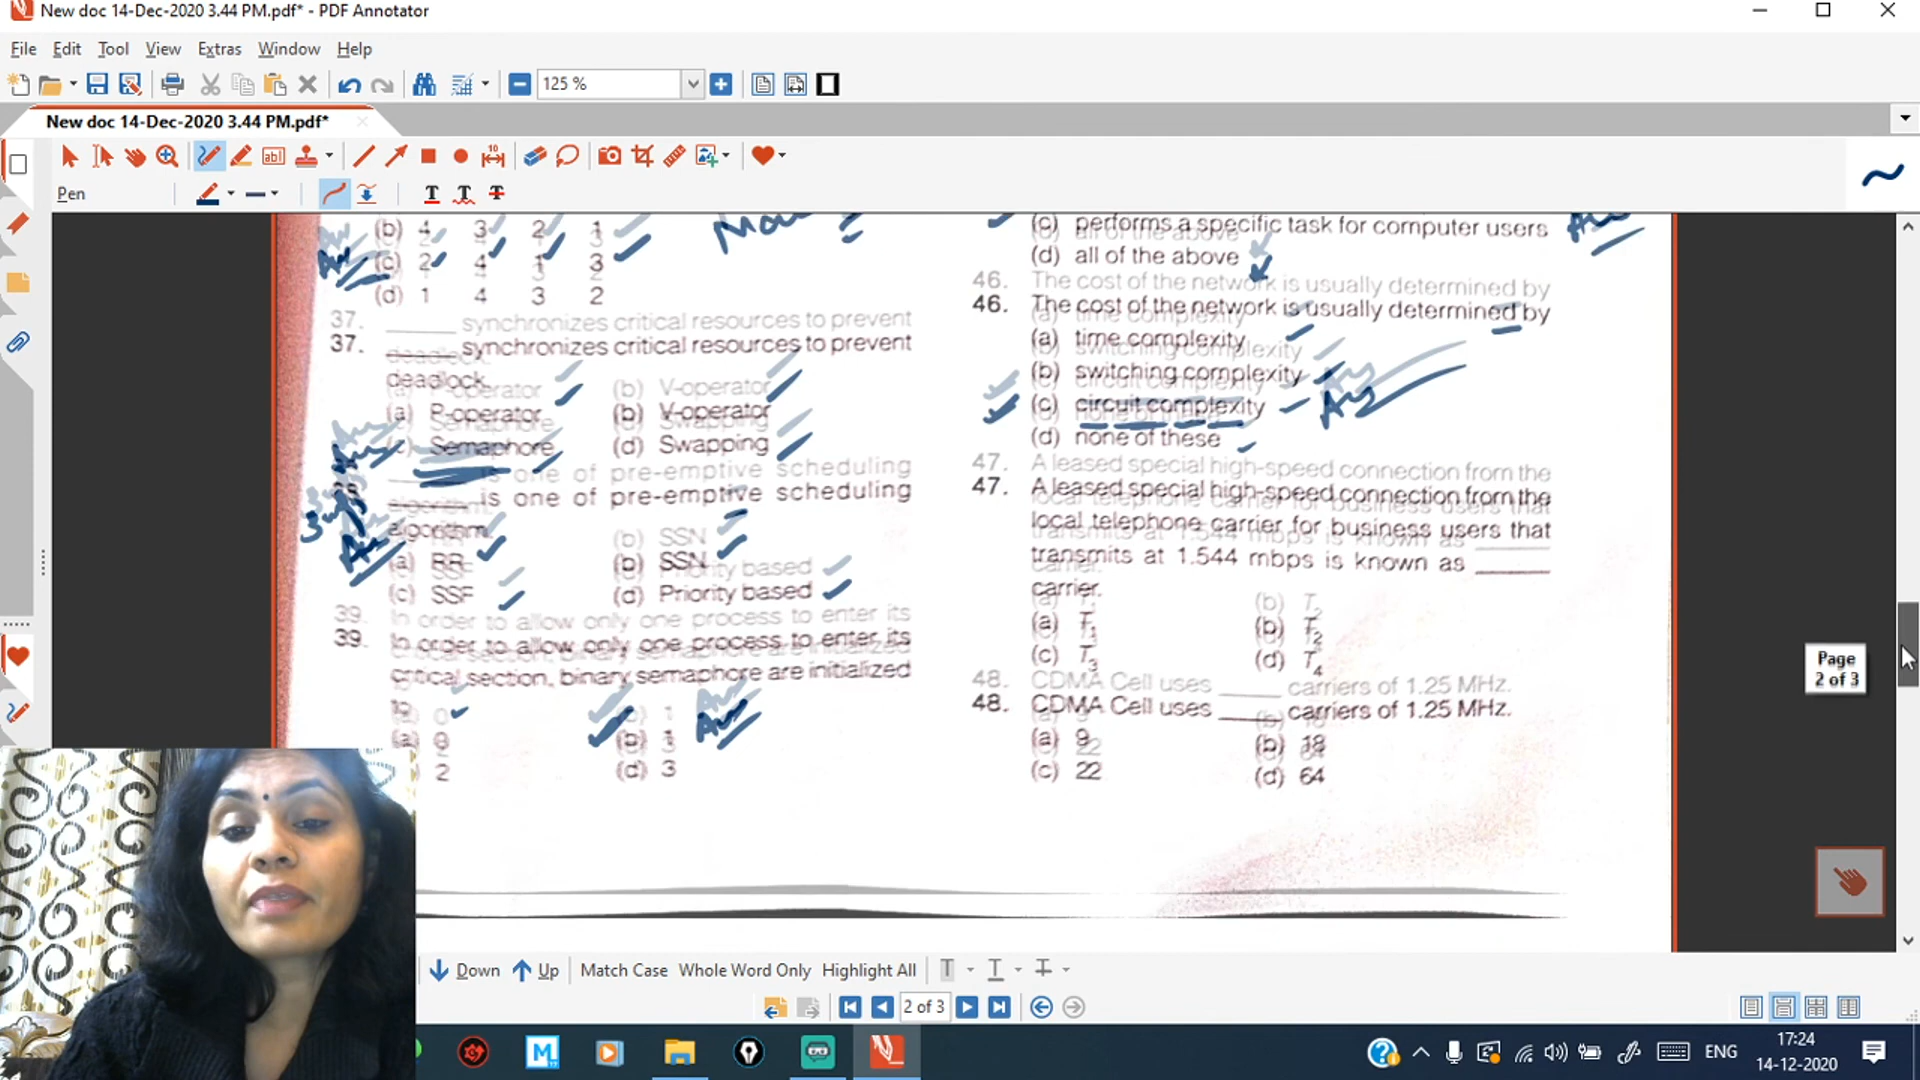 New doc 14-Dec-2020 3.44 PM.pdf* - PDF Annotator
File Edit Tool View Extras Window Help
125 %
New doc 14-Dec-2020 3.44 PM.pdf*
Pen
(b) 4 3 2 1
(c) 2 4 1 3
(d) 1 4 3 2
37. ______ synchronizes critical resources to prevent
deadlock.
(a) P-operator (b) V-operator
(c) Semaphore (d) Swapping
______ is one of pre-emptive scheduling
algorithm.
(a) RR (b) SSN
(c) SSF (d) Priority based
39. In order to allow only one process to enter its
critical section, binary semaphore are initialized
to
(a) 0 (b) 1
2 (d) 3
(c) performs a specific task for computer users
(d) all of the above
46. The cost of the network is usually determined by
(a) time complexity
(b) switching complexity
(c) circuit complexity
(d) none of these
Ans
47. A leased special high-speed connection from the
local telephone carrier for business users that
transmits at 1.544 mbps is known as ______
carrier.
(a) T1 (b) T2
(c) T3 (d) T4
48. CDMA Cell uses ______ carriers of 1.25 MHz.
(a) 9 (b) 18
(c) 22 (d) 64
Page
2 of 3
Down Up Match Case Whole Word Only Highlight All
2 of 3
ENG
17:24
14-12-2020